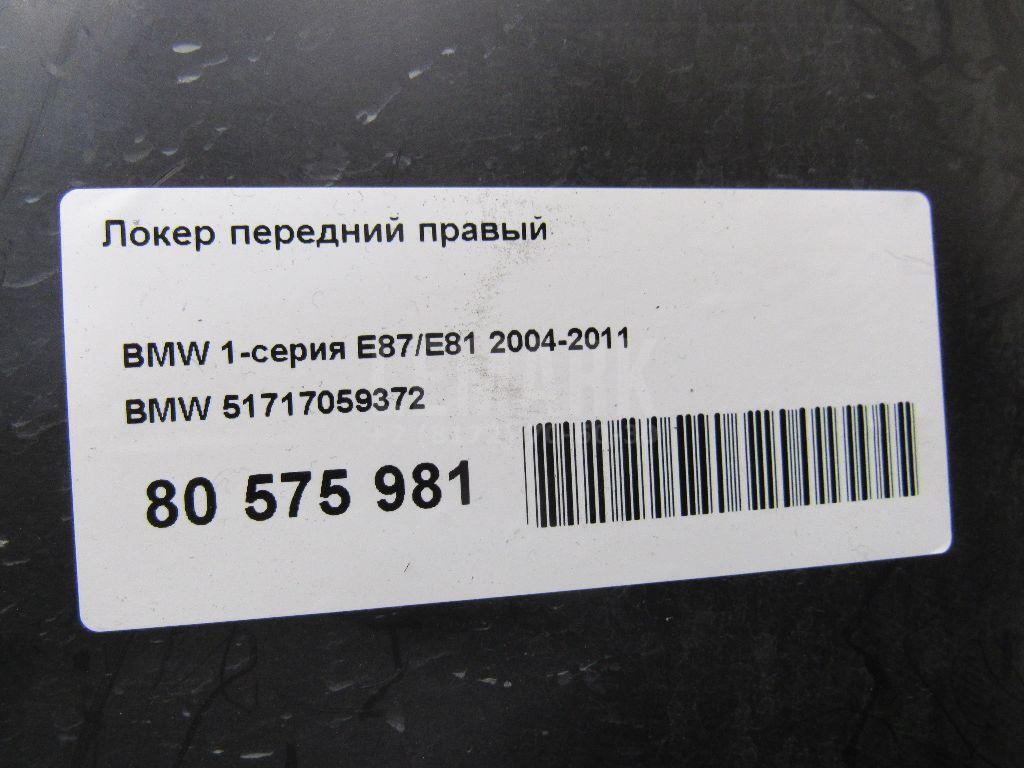 Локер передний правый
BMW 1-серия E87/E81 2004-2011
BMW 51717059372
80 575 981